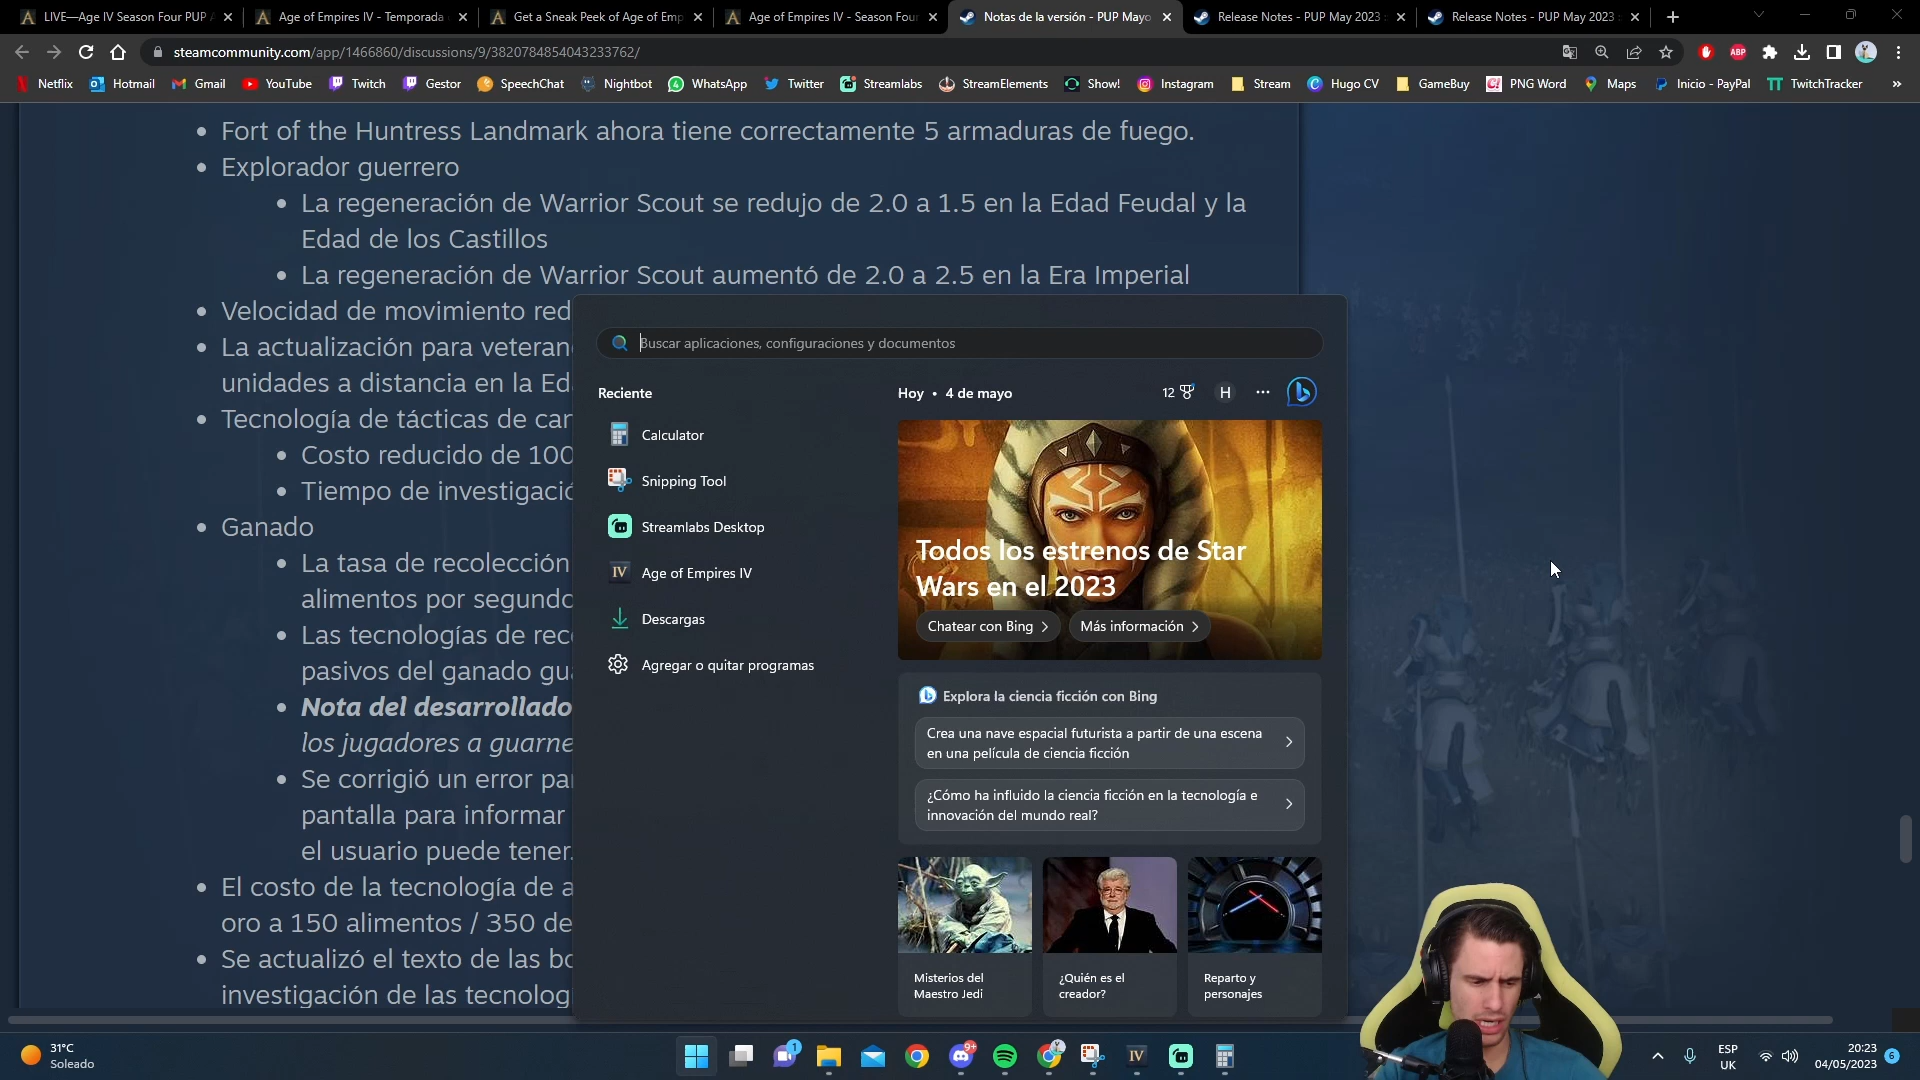 LIVE—Age IV Season Four PUP
Age of Empires IV - Temporada
Get a Sneak Peek of Age of Emp
Age of Empires IV - Season Four
Notas de la versión - PUP Mayo
Release Notes - PUP May 2023
Release Notes - PUP May 2023
steamcommunity.com/app/1466860/discussions/9/3820784854043233762/
ABP
Netflix
Hotmail
Gmail
YouTube
Twitch
Gestor
SpeechChat
Nightbot
WhatsApp
Twitter
Streamlabs
StreamElements
Show!
Instagram
Stream
Hugo CV
GameBuy
PNG Word
Maps
Inicio - PayPal
TwitchTracker
Fort of the Huntress Landmark ahora tiene correctamente 5 armaduras de fuego.
Explorador guerrero
La regeneración de Warrior Scout se redujo de 2.0 a 1.5 en la Edad Feudal y la
Edad de los Castillos
La regeneración de Warrior Scout aumentó de 2.0 a 2.5 en la Era Imperial
Velocidad de movimiento red
La actualización para veteran
unidades a distancia en la Ed
Tecnología de tácticas de car
Costo reducido de 100
Tiempo de investigació
Ganado
La tasa de recolección
alimentos por segundo
Las tecnologías de rec
pasivos del ganado gua
Nota del desarrollado
los jugadores a guarne
Se corrigió un error par
pantalla para informar
el usuario puede tener.
El costo de la tecnología de a
oro a 150 alimentos / 350 de
Se actualizó el texto de las bo
investigación de las tecnolog
Buscar aplicaciones, configuraciones y documentos
Reciente
Calculator
Snipping Tool
Streamlabs Desktop
IV Age of Empires IV
Descargas
Agregar o quitar programas
Hoy • 4 de mayo
12
H
Todos los estrenos de Star
Wars en el 2023
Chatear con Bing
Más información
Explora la ciencia ficción con Bing
Crea una nave espacial futurista a partir de una escena
en una película de ciencia ficción
¿Cómo ha influido la ciencia ficción en la tecnología e
innovación del mundo real?
Misterios del
Maestro Jedi
¿Quién es el
creador?
Reparto y
personajes
31°C
Soleado
1
9+
IV
ESP
UK
20:23
04/05/2023
6